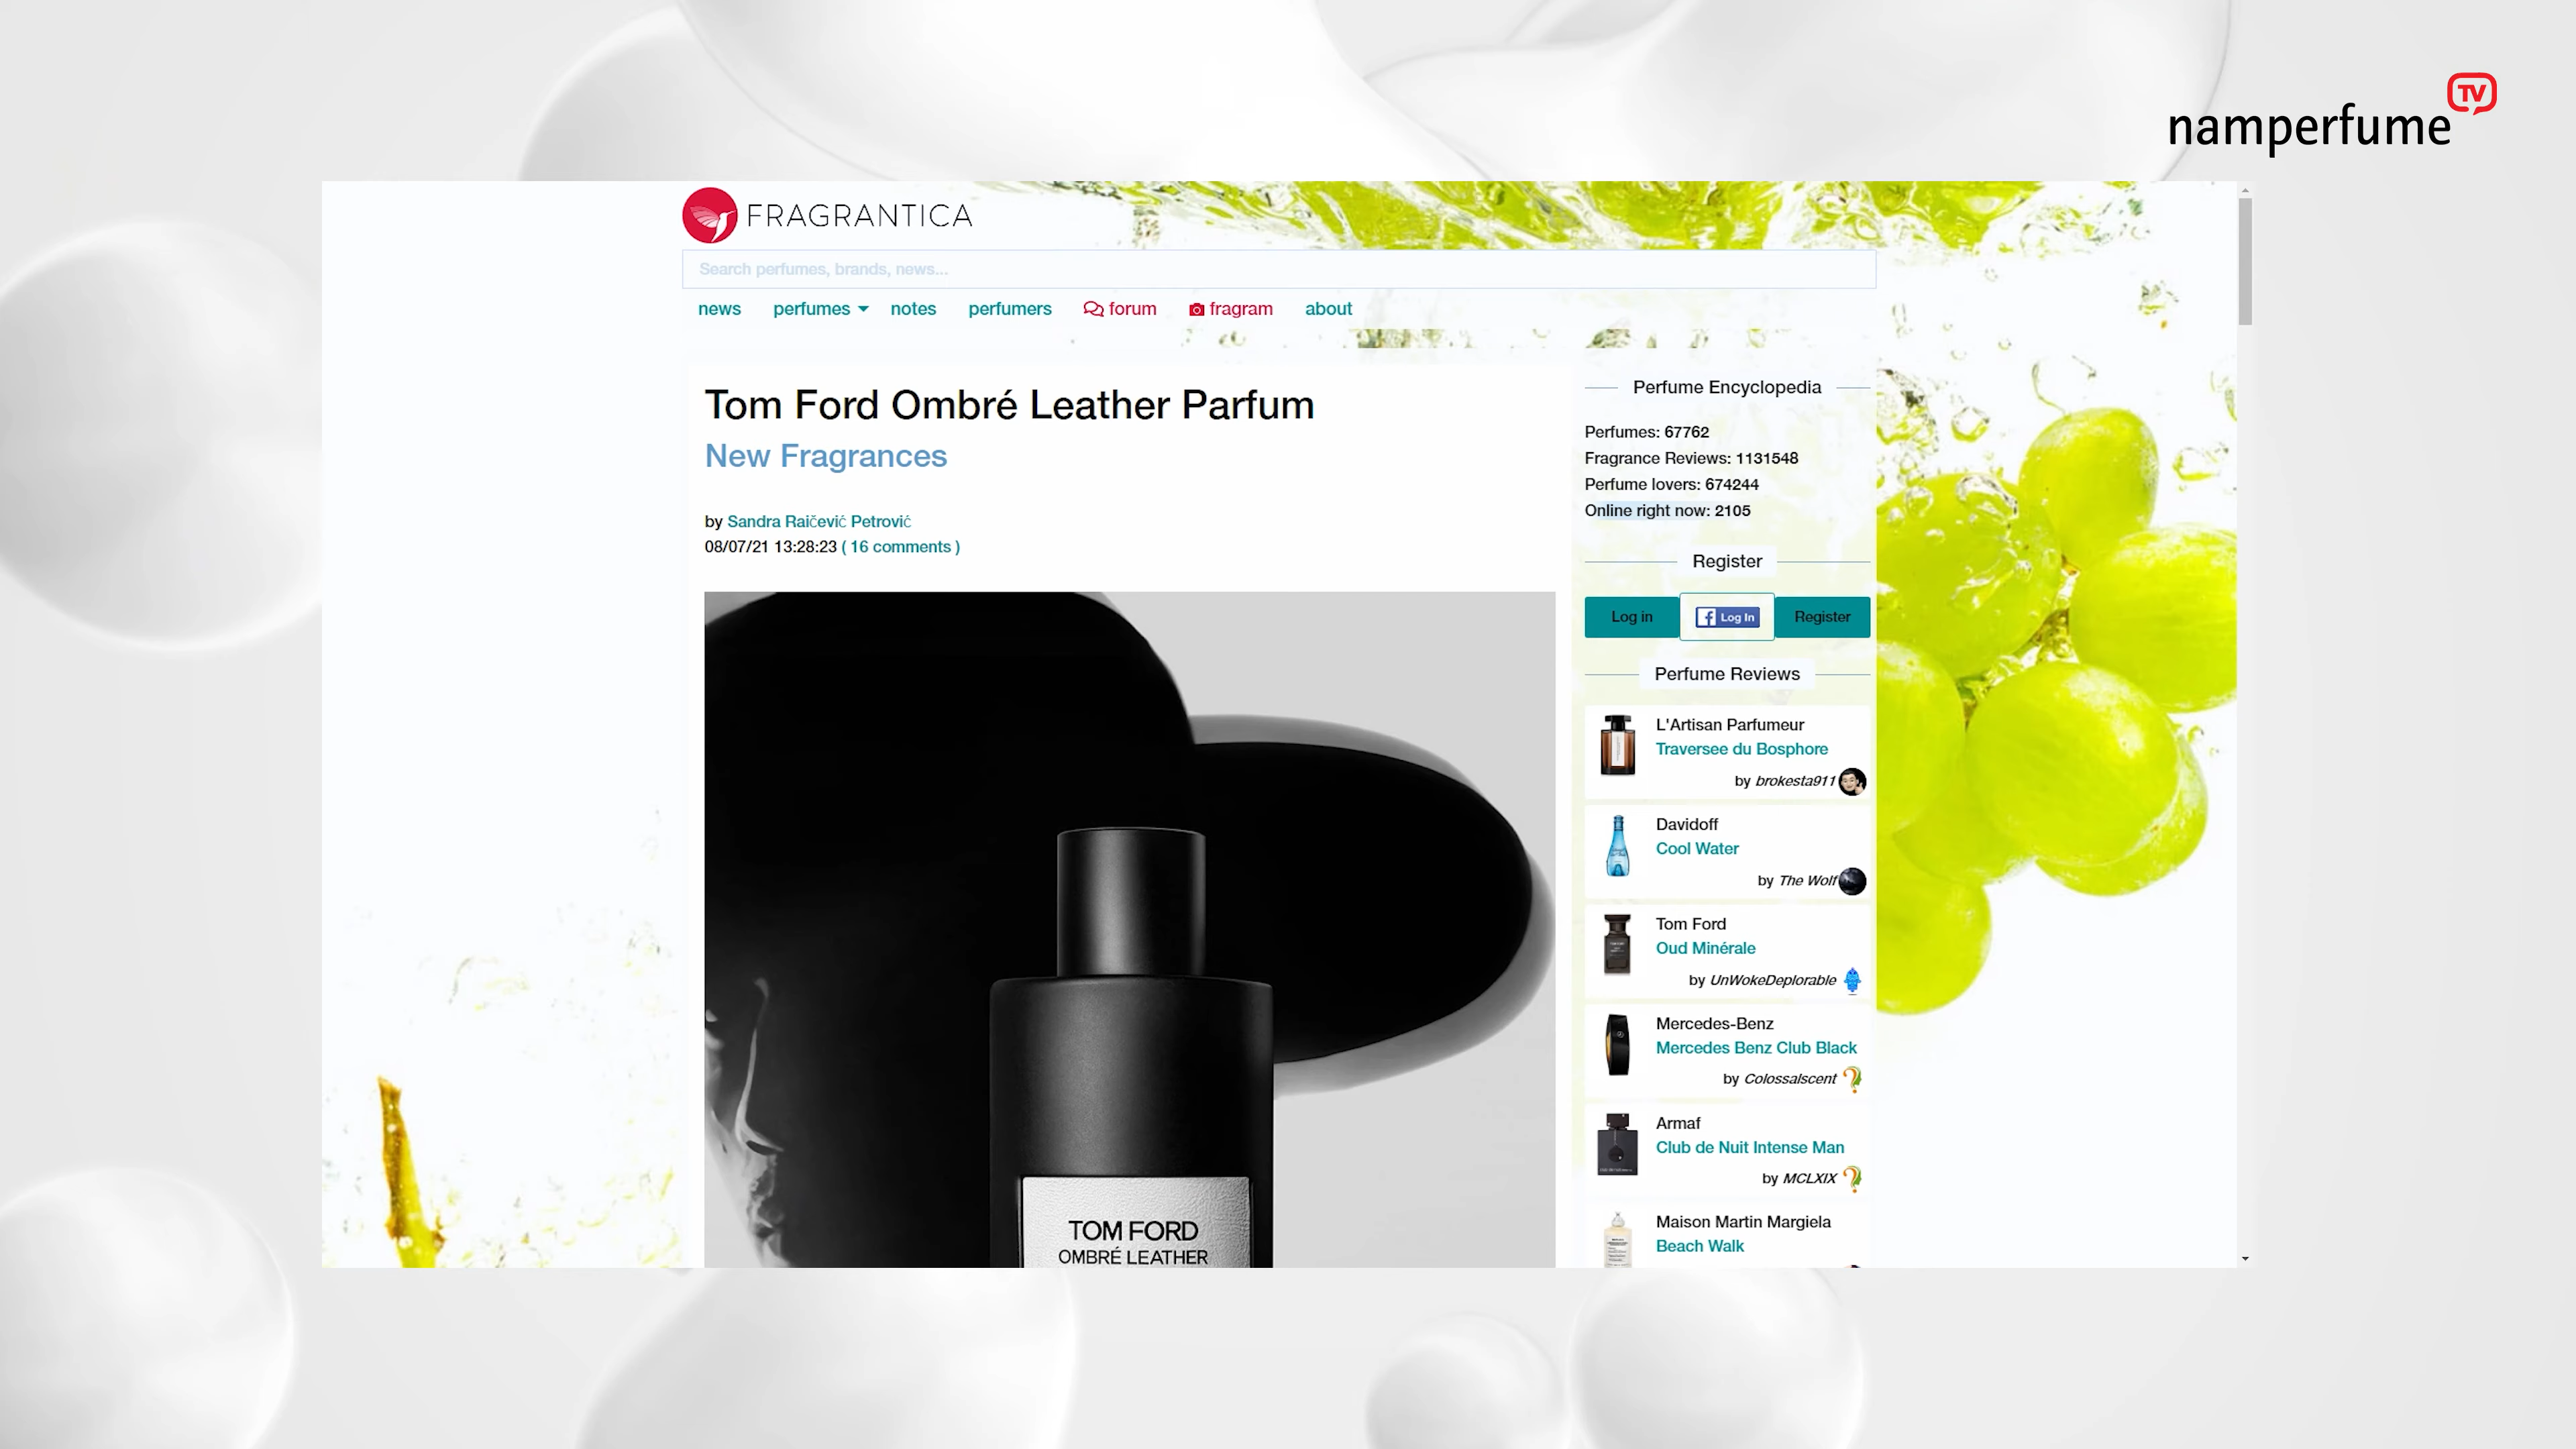 namperfume TV
FRAGRANTICA
Search perfumes, brands, news...
news perfumes notes perfumers forum fragram about
Tom Ford Ombré Leather Parfum
New Fragrances
by Sandra Raičević Petrović
08/07/21 13:28:23 ( 16 comments )
TOM FORD
OMBRÉ LEATHER
Perfume Encyclopedia
Perfumes: 67762
Fragrance Reviews: 1131548
Perfume lovers: 674244
Online right now: 2105
Register
Log in Log In Register
Perfume Reviews
L'Artisan Parfumeur
Traversee du Bosphore
by brokesta911
Davidoff
Cool Water
by The Wolf
Tom Ford
Oud Minérale
by UnWokeDeplorable
Mercedes-Benz
Mercedes Benz Club Black
by Colossalscent
Armaf
Club de Nuit Intense Man
by MCLXIX
Maison Martin Margiela
Beach Walk